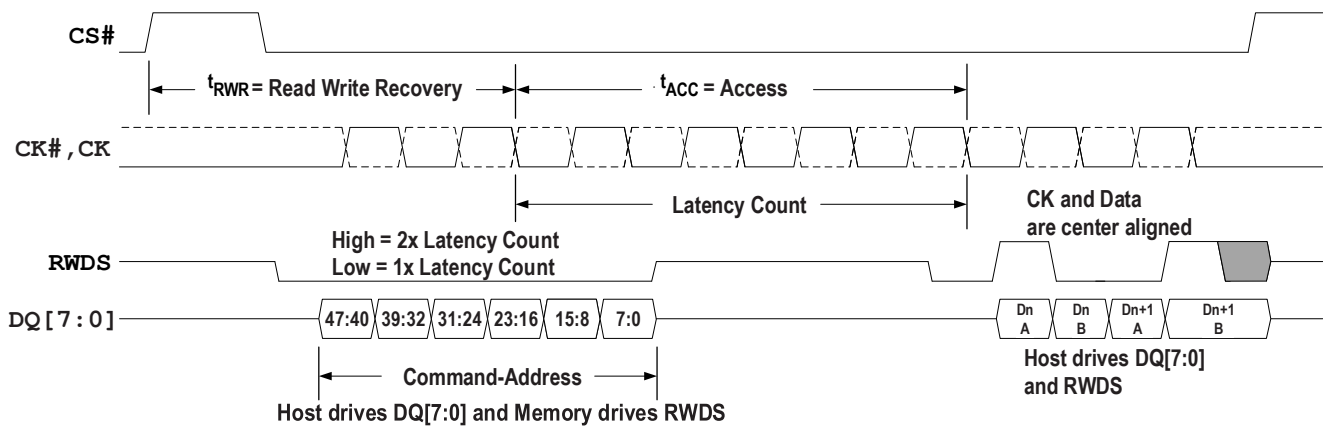 CS#
tRWR = Read Write Recovery
tACC = Access
CK#,CK
Latency Count
CK and Data
are center aligned
High = 2x Latency Count
Low = 1x Latency Count
RWDS
DQ[7:0]
47:40 39:32 31:24 23:16 15:8 7:0
Dn Dn Dn+1 Dn+1
A B A B
Command-Address
Host drives DQ[7:0]
and RWDS
Host drives DQ[7:0] and Memory drives RWDS